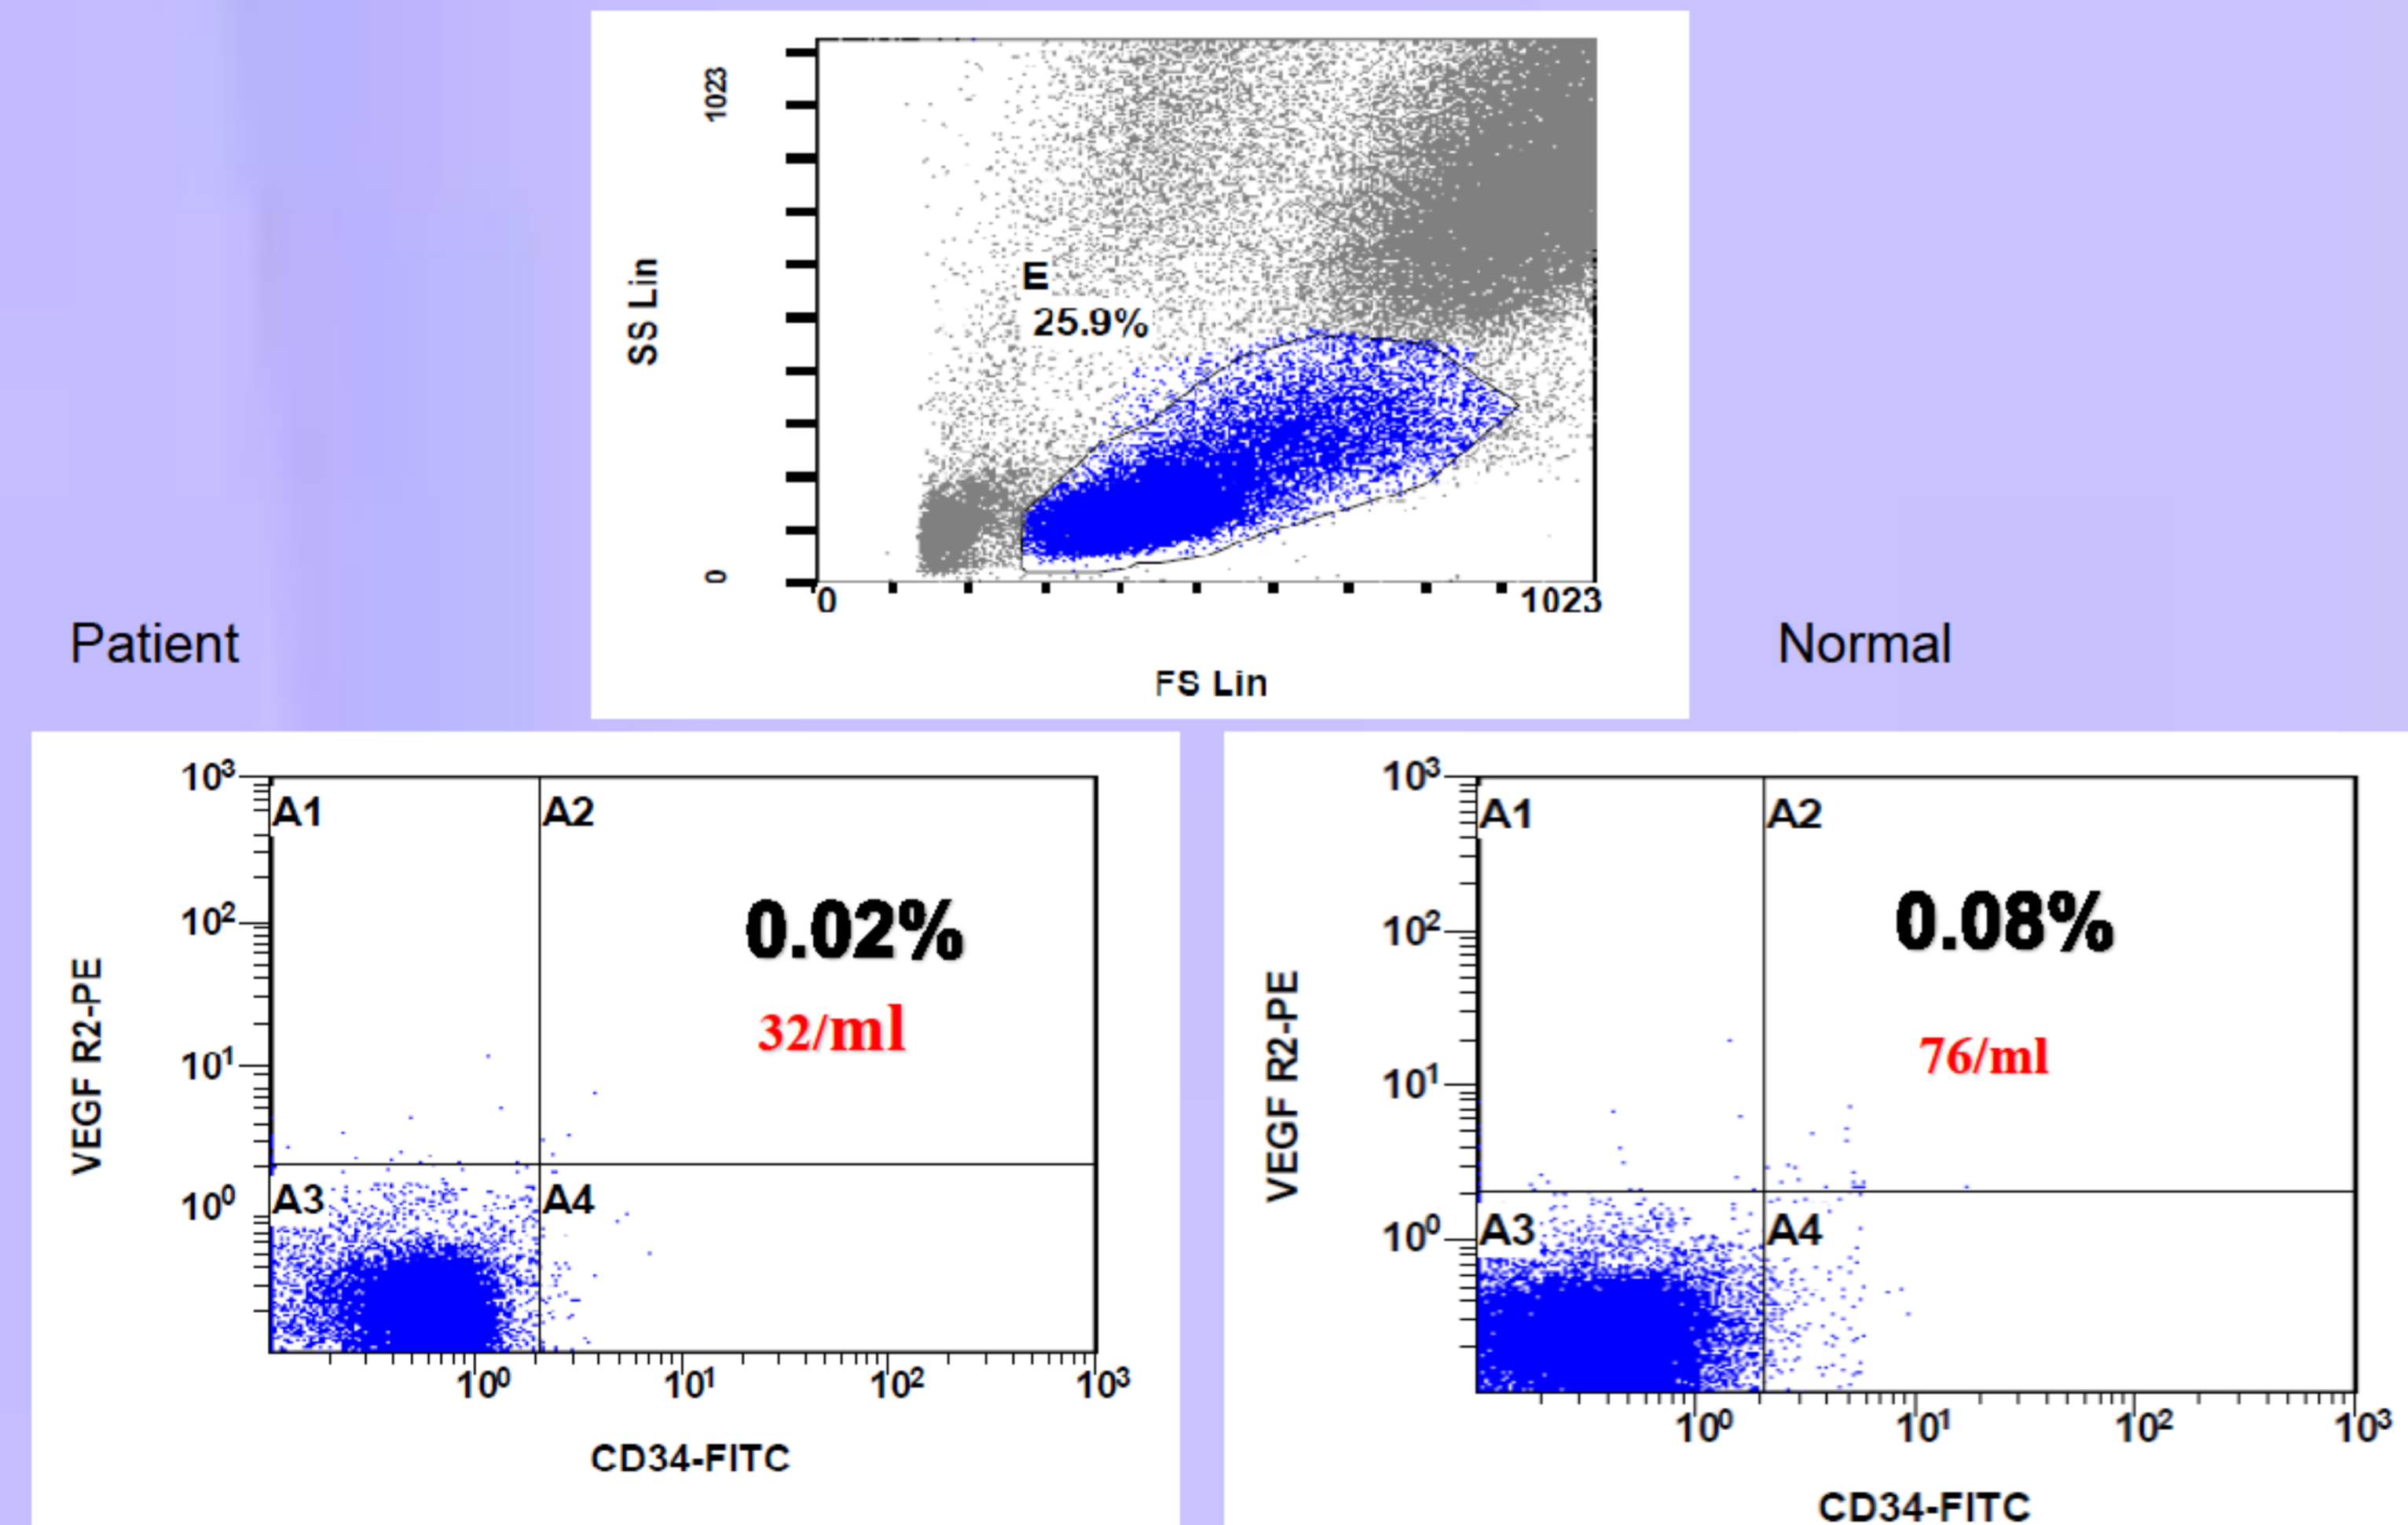 1023
SS Lin
E
25.9%
0
0
1023
FS Lin
Patient
Normal
10³
A1
A2
0.02%
10²
32/ml
VEGF R2-PE
10¹
A3
A4
10⁰
10⁰
10¹
10²
10³
CD34-FITC
10³
A1
A2
0.08%
10²
76/ml
VEGF R2-PE
10¹
A3
A4
10⁰
10⁰
10¹
10²
10³
CD34-FITC